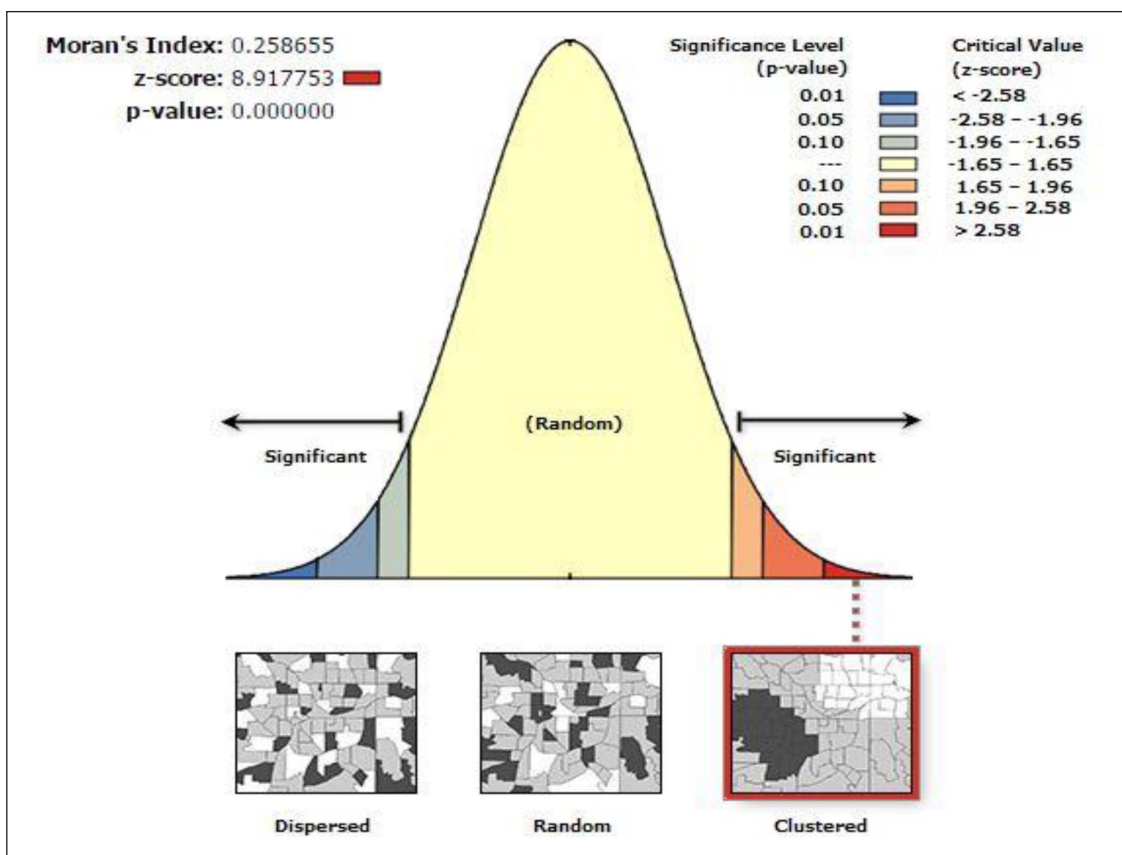 Moran's Index: 0.258655
z-score: 8.917753
p-value: 0.000000
Significance Level
(p-value)
Critical Value
(z-score)
0.01 < -2.58
0.05 -2.58 – -1.96
0.10 -1.96 – -1.65
--- -1.65 – 1.65
0.10 1.65 – 1.96
0.05 1.96 – 2.58
0.01 > 2.58
(Random)
Significant
Significant
Dispersed
Random
Clustered